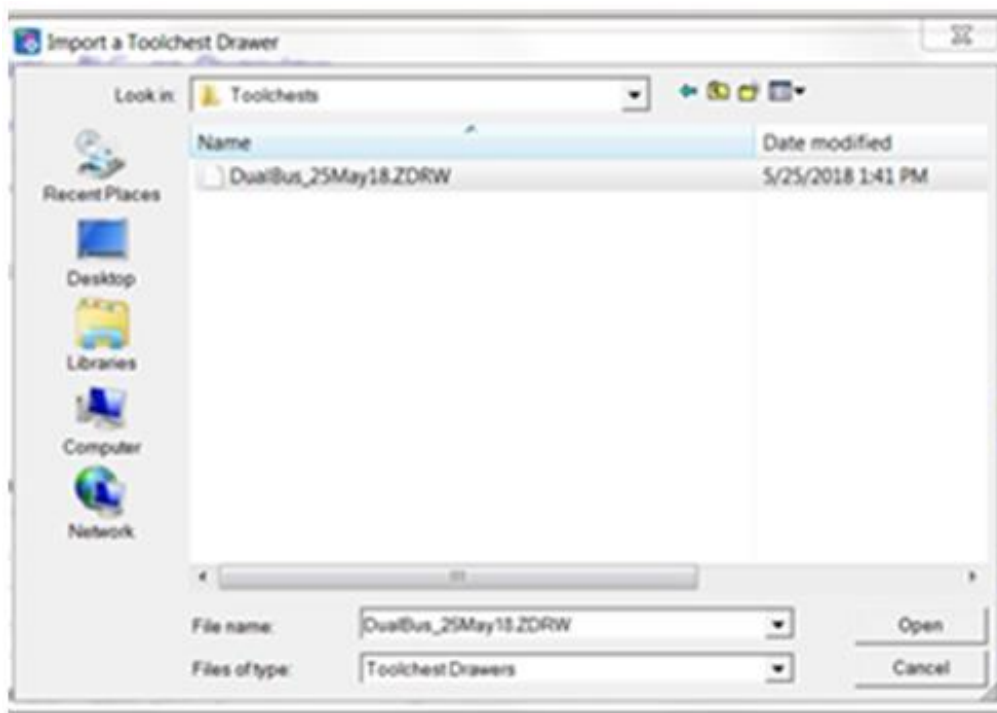 Import a Toolchest Drawer
Look in: Toolchests
Name Date modified
DualBus_25May18.ZDRW 5/25/2018 1:41 PM
Recent Places
Desktop
Libraries
Computer
Network
File name: DualBus_25May18.ZDRW Open
Files of type: Toolchest Drawers Cancel